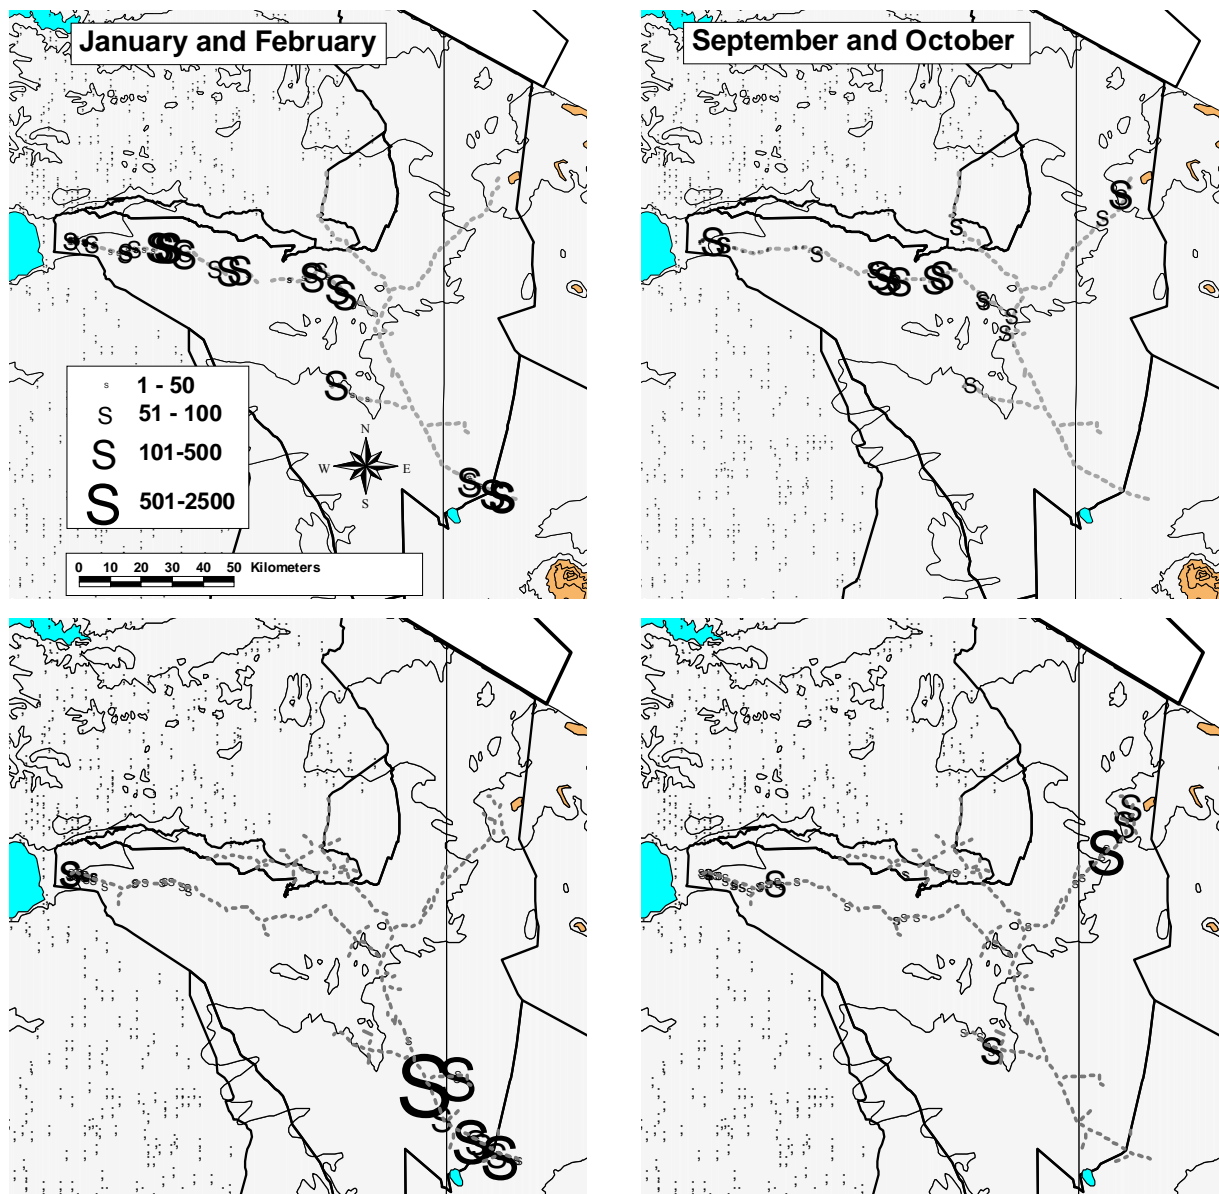 January and February
September and October
s 1 - 50
S 51 - 100
S 101-500
S 501-2500
N
W E
S
0 10 20 30 40 50 Kilometers